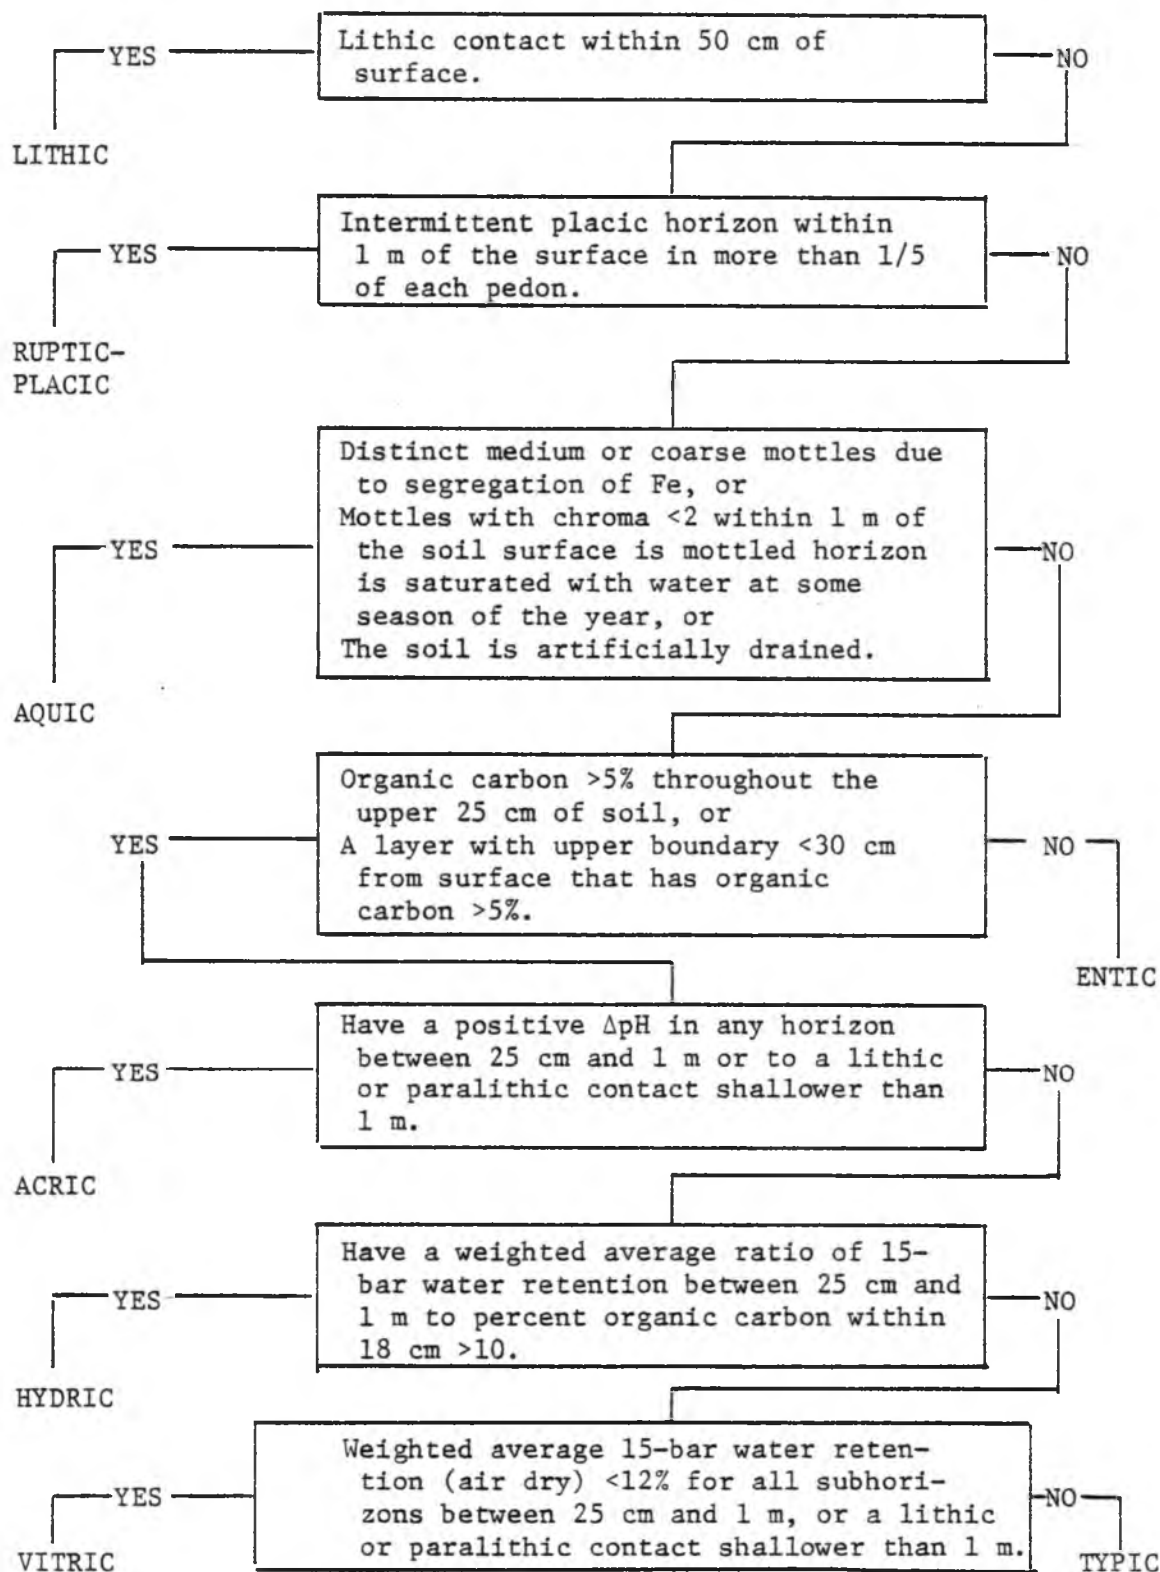 Lithic contact within 50 cm of
surface.
YES
NO
LITHIC
Intermittent placic horizon within
1 m of the surface in more than 1/5
of each pedon.
YES
NO
RUPTIC-
PLACIC
Distinct medium or coarse mottles due
to segregation of Fe, or
Mottles with chroma <2 within 1 m of
the soil surface is mottled horizon
is saturated with water at some
season of the year, or
The soil is artificially drained.
YES
NO
AQUIC
Organic carbon >5% throughout the
upper 25 cm of soil, or
A layer with upper boundary <30 cm
from surface that has organic
carbon >5%.
YES
NO
ENTIC
Have a positive ΔpH in any horizon
between 25 cm and 1 m or to a lithic
or paralithic contact shallower than
1 m.
YES
NO
ACRIC
Have a weighted average ratio of 15-
bar water retention between 25 cm and
1 m to percent organic carbon within
18 cm >10.
YES
NO
HYDRIC
Weighted average 15-bar water reten-
tion (air dry) <12% for all subhori-
zons between 25 cm and 1 m, or a lithic
or paralithic contact shallower than 1 m.
YES
NO
VITRIC
TYPIC